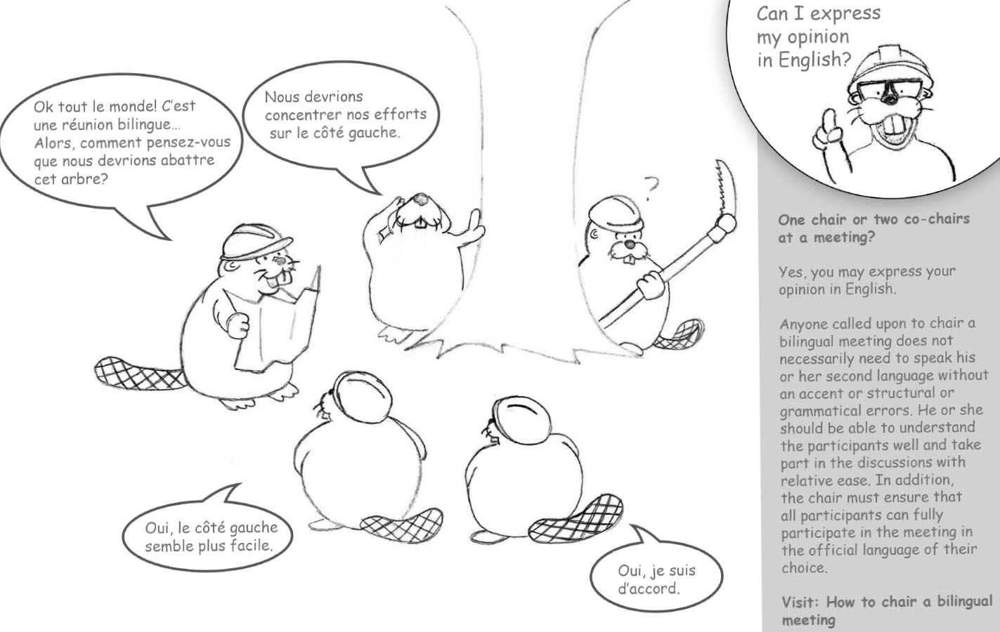 Ok tout le monde! C'est
une réunion bilingue...
Alors, comment pensez-vous
que nous devrions abattre
cet arbre?
Nous devrions
concentrer nos efforts
sur le côté gauche.
?
Oui, le côté gauche
semble plus facile.
Oui, je suis
d'accord.
Can I express
my opinion
in English?
One chair or two co-chairs
at a meeting?
Yes, you may express your
opinion in English.
Anyone called upon to chair a
bilingual meeting does not
necessarily need to speak his
or her second language without
an accent or structural or
grammatical errors. He or she
should be able to understand
the participants well and take
part in the discussions with
relative ease. In addition,
the chair must ensure that
all participants can fully
participate in the meeting in
the official language of their
choice.
Visit: How to chair a bilingual
meeting